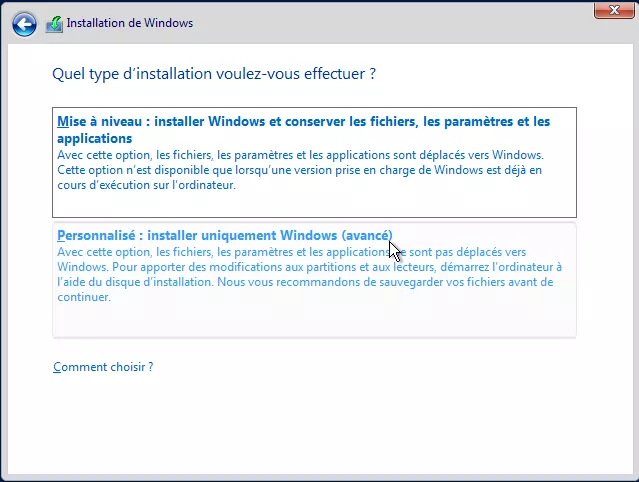 Installation de Windows
Quel type d’installation voulez-vous effectuer ?
Mise à niveau : installer Windows et conserver les fichiers, les paramètres et les
applications
Avec cette option, les fichiers, les paramètres et les applications sont déplacés vers Windows.
Cette option n’est disponible que lorsqu’une version prise en charge de Windows est déjà en
cours d’exécution sur l’ordinateur.
Personnalisé : installer uniquement Windows (avancé)
Avec cette option, les fichiers, les paramètres et les applications ne sont pas déplacés vers
Windows. Pour apporter des modifications aux partitions et aux lecteurs, démarrez l’ordinateur à
l’aide du disque d’installation. Nous vous recommandons de sauvegarder vos fichiers avant de
continuer.
Comment choisir ?